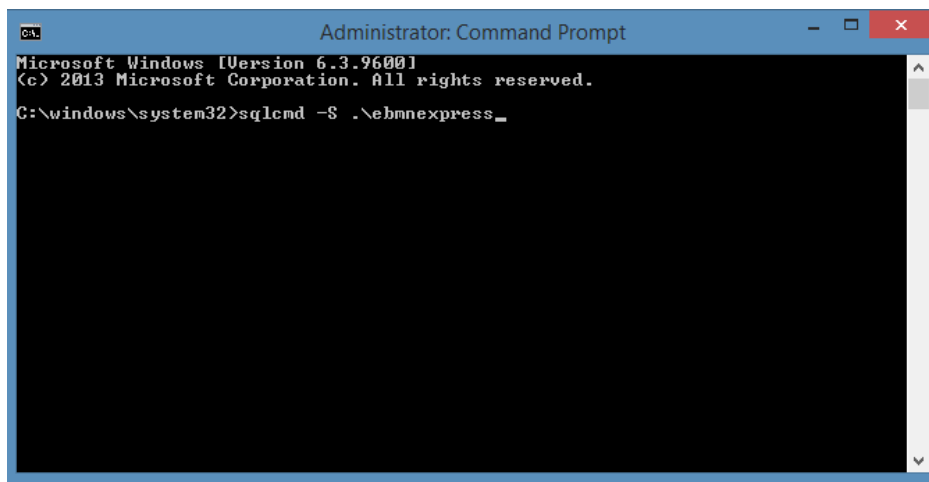 Administrator: Command Prompt
Microsoft Windows [Version 6.3.9600]
(c) 2013 Microsoft Corporation. All rights reserved.
C:\windows\system32>sqlcmd -S .\ebmnexpress_